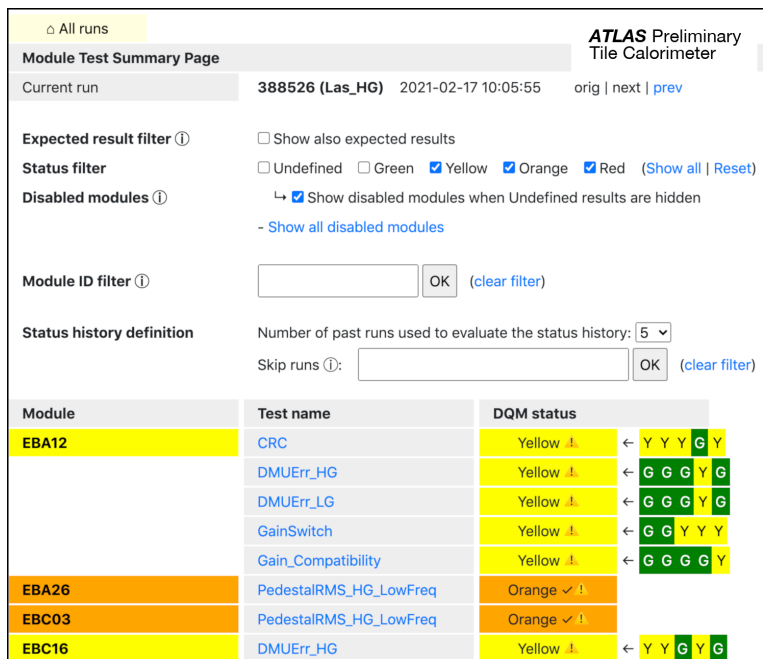 ⌂ All runs
ATLAS Preliminary
Tile Calorimeter
Module Test Summary Page
Current run 388526 (Las_HG) 2021-02-17 10:05:55 orig | next | prev
Expected result filter ⓘ Show also expected results
Status filter Undefined Green Yellow Orange Red (Show all | Reset)
Disabled modules ⓘ ↳ Show disabled modules when Undefined results are hidden
- Show all disabled modules
Module ID filter ⓘ OK (clear filter)
Status history definition Number of past runs used to evaluate the status history: 5
Skip runs ⓘ: OK (clear filter)
Module Test name DQM status
EBA12 CRC Yellow ← Y Y Y G Y
DMUErr_HG Yellow ← G G G Y G
DMUErr_LG Yellow ← G G G Y G
GainSwitch Yellow ← G G Y Y Y
Gain_Compatibility Yellow ← G G G G Y
EBA26 PedestalRMS_HG_LowFreq Orange ✓
EBC03 PedestalRMS_HG_LowFreq Orange ✓
EBC16 DMUErr_HG Yellow ← Y Y G Y G